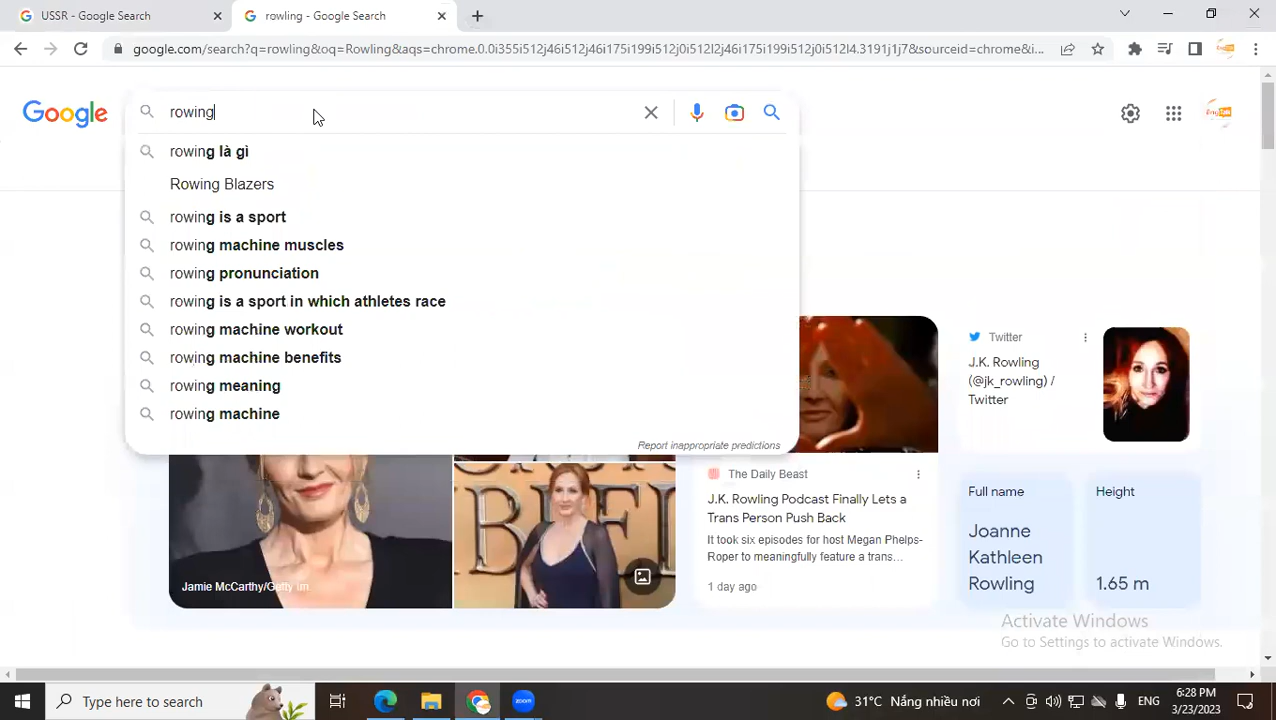 USSR - Google Search
rowling - Google Search
google.com/search?q=rowling&oq=Rowling&aqs=chrome.0.0i355i512j46i512j46i175i199i512j0i512l2j46i175i199i512j0i512l4.3191j1j7&sourceid=chrome&i...
Google
rowing
rowing là gì
Rowing Blazers
rowing is a sport
rowing machine muscles
rowing pronunciation
rowing is a sport in which athletes race
rowing machine workout
rowing machine benefits
rowing meaning
rowing machine
Report inappropriate predictions
Twitter
J.K. Rowling
(@jk_rowling) /
Twitter
The Daily Beast
J.K. Rowling Podcast Finally Lets a
Trans Person Push Back
It took six episodes for host Megan Phelps-
Roper to meaningfully feature a trans...
1 day ago
Full name
Joanne
Kathleen
Rowling
Height
1.65 m
Jamie McCarthy/Getty Im
Activate Windows
Go to Settings to activate Windows.
Type here to search
zoom
31°C Nắng nhiều nơi
ENG
6:28 PM
3/23/2023